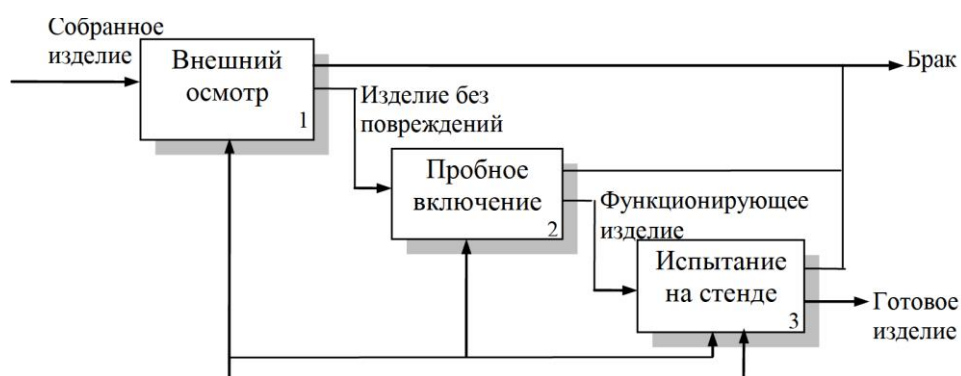 Собранное
изделие
Внешний
осмотр
1
Брак
Изделие без
повреждений
Пробное
включение
2
Функционирующее
изделие
Испытание
на стенде
3
Готовое
изделие